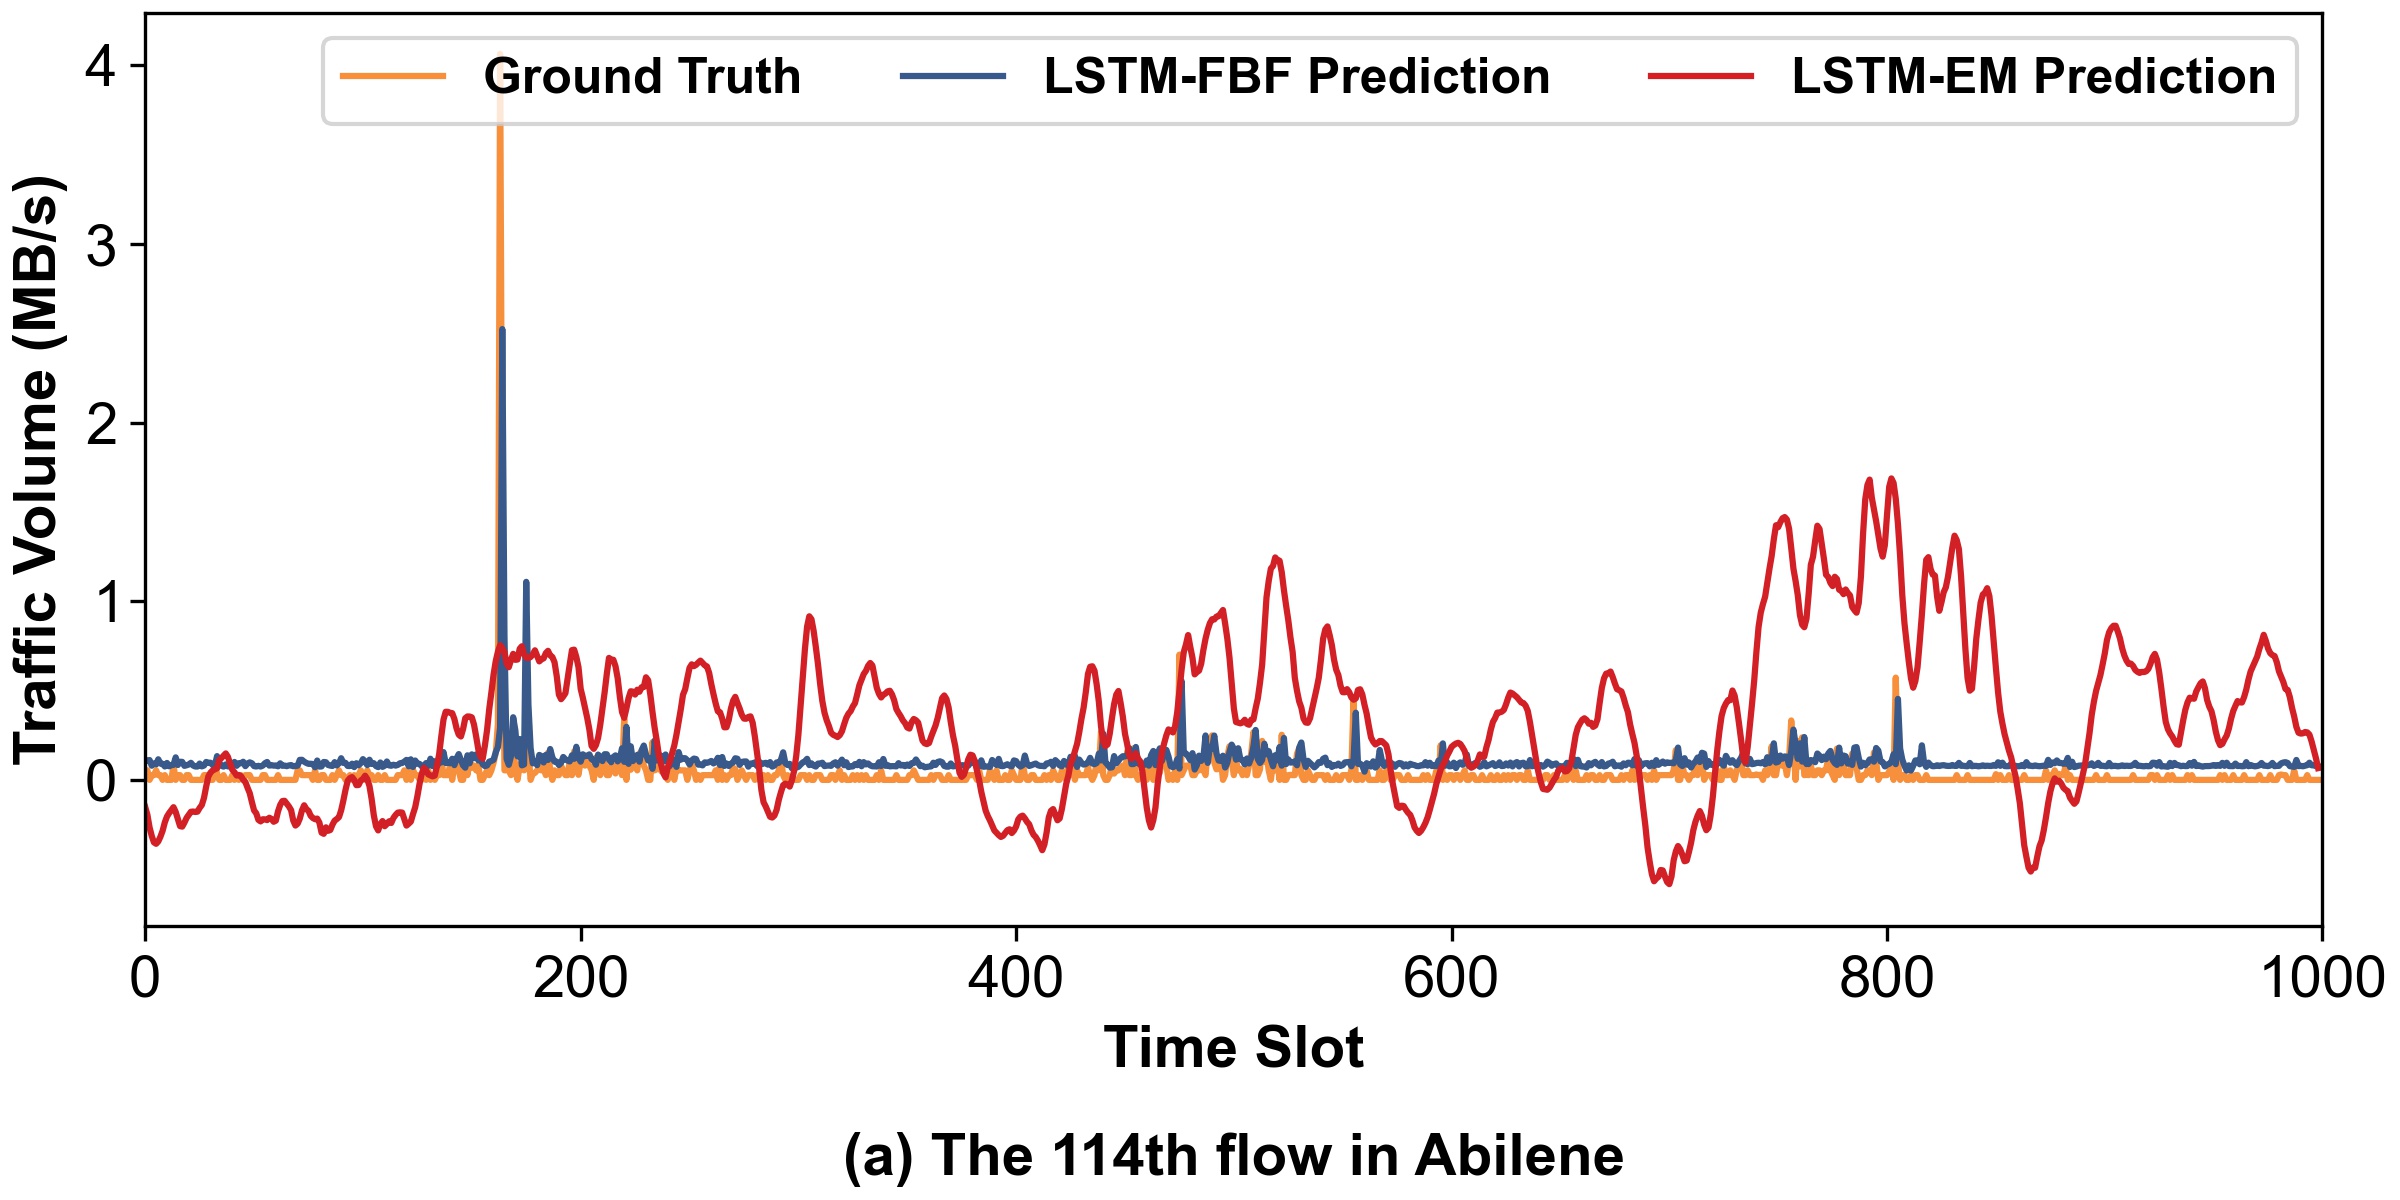 Ground Truth LSTM-FBF Prediction LSTM-EM Prediction
Traffic Volume (MB/s)
4
3
2
1
0
0 200 400 600 800 1000
Time Slot
(a) The 114th flow in Abilene